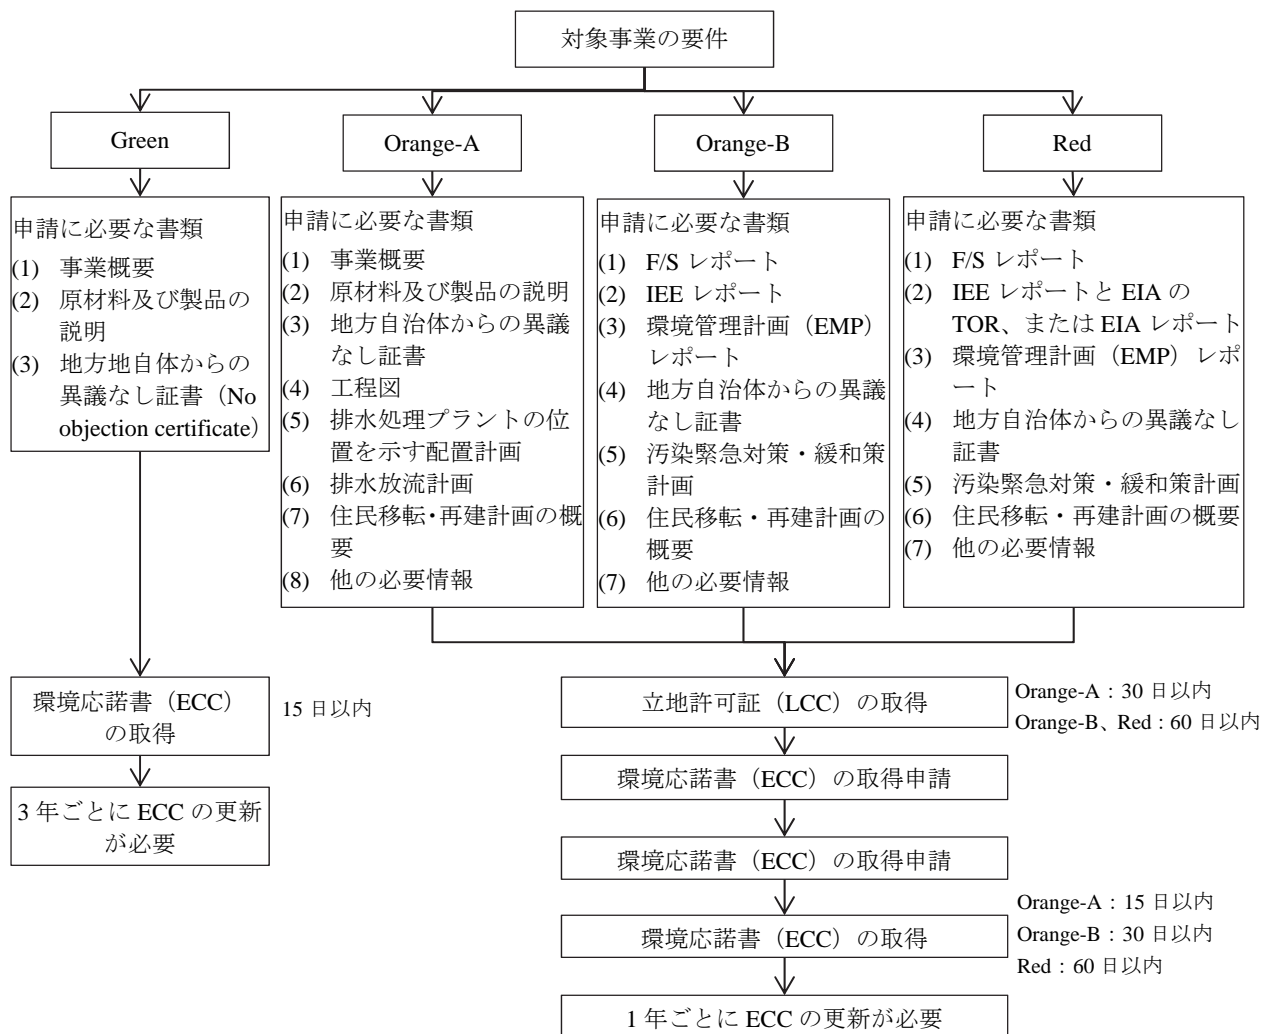 対象事業の要件
Green
Orange-A
Orange-B
Red
申請に必要な書類
(1) 事業概要
(2) 原材料及び製品の
説明
(3) 地方地自体からの
異議なし証書（No
objection certificate）
申請に必要な書類
(1) 事業概要
(2) 原材料及び製品の説明
(3) 地方自治体からの異議
なし証書
(4) 工程図
(5) 排水処理プラントの位
置を示す配置計画
(6) 排水放流計画
(7) 住民移転・再建計画の概
要
(8) 他の必要情報
申請に必要な書類
(1) F/S レポート
(2) IEE レポート
(3) 環境管理計画（EMP）
レポート
(4) 地方自治体からの異議
なし証書
(5) 汚染緊急対策・緩和策
計画
(6) 住民移転・再建計画の
概要
(7) 他の必要情報
申請に必要な書類
(1) F/S レポート
(2) IEE レポートと EIA の
TOR、または EIA レポート
(3) 環境管理計画（EMP）レポ
ート
(4) 地方自治体からの異議なし
証書
(5) 汚染緊急対策・緩和策計画
(6) 住民移転・再建計画の概要
(7) 他の必要情報
環境応諾書（ECC）
の取得
15 日以内
3 年ごとに ECC の更新
が必要
立地許可証（LCC）の取得
Orange-A：30 日以内
Orange-B、Red：60 日以内
環境応諾書（ECC）の取得申請
環境応諾書（ECC）の取得申請
環境応諾書（ECC）の取得
Orange-A：15 日以内
Orange-B：30 日以内
Red：60 日以内
1 年ごとに ECC の更新が必要